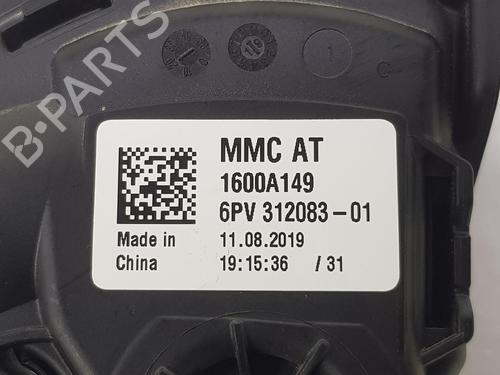 B-PARTS
MMC AT
1600A149
6PV 312083-01
Made in 11.08.2019
China 19:15:36 /31